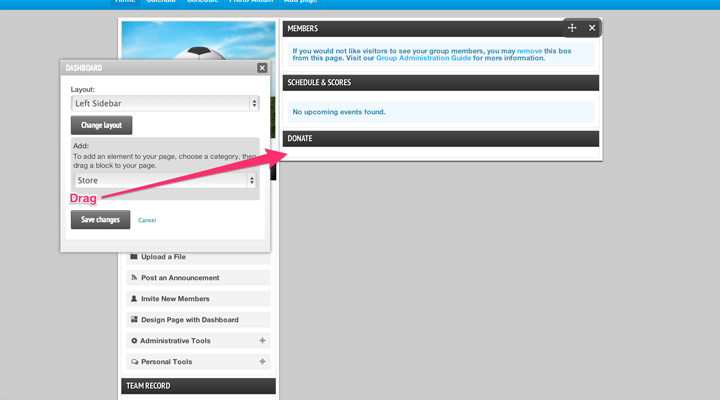 Home Calendar Schedule Photo Album Add page
MEMBERS
If you would not like visitors to see your group members, you may remove this box
from this page. Visit our Group Administration Guide for more information.
SCHEDULE & SCORES
No upcoming events found.
DONATE
DASHBOARD
Layout:
Left Sidebar
Change layout
Add:
To add an element to your page, choose a category, then
drag a block to your page.
Store
Drag
Save changes Cancel
Upload a File
Post an Announcement
Invite New Members
Design Page with Dashboard
Administrative Tools
Personal Tools
TEAM RECORD